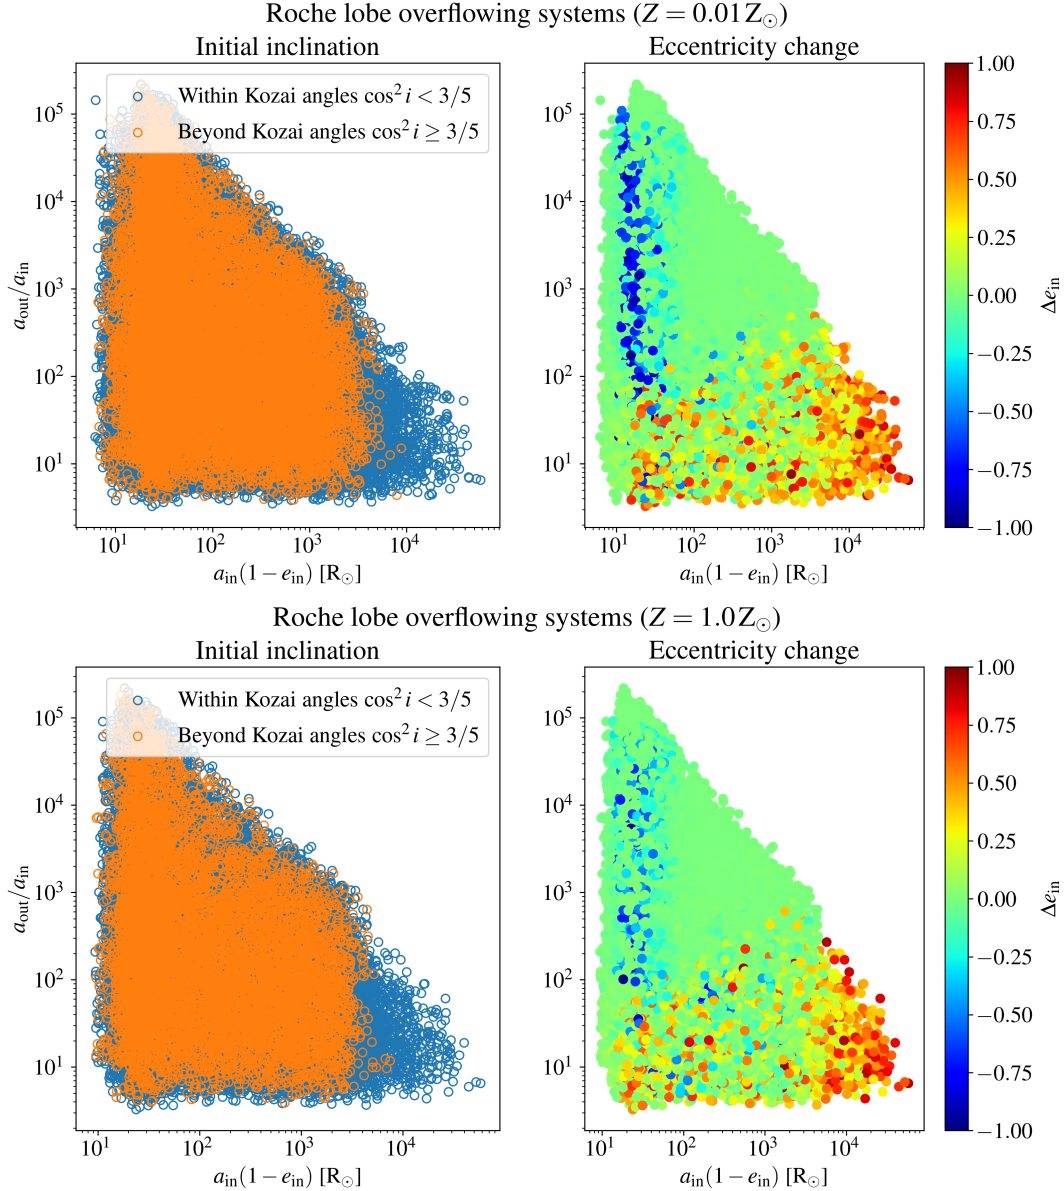 Roche lobe overflowing systems (Z = 0.01 Z☉)
Initial inclination
Within Kozai angles cos² i < 3/5
Beyond Kozai angles cos² i ≥ 3/5
10⁵
10⁴
10³
10²
10¹
a_out/a_in
10¹ 10² 10³ 10⁴
a_in(1 − e_in) [R☉]
Eccentricity change
10⁵
10⁴
10³
10²
10¹
10¹ 10² 10³ 10⁴
a_in(1 − e_in) [R☉]
1.00
0.75
0.50
0.25
0.00
−0.25
−0.50
−0.75
−1.00
Δe_in
Roche lobe overflowing systems (Z = 1.0 Z☉)
Initial inclination
Within Kozai angles cos² i < 3/5
Beyond Kozai angles cos² i ≥ 3/5
10⁵
10⁴
10³
10²
10¹
a_out/a_in
10¹ 10² 10³ 10⁴
a_in(1 − e_in) [R☉]
Eccentricity change
10⁵
10⁴
10³
10²
10¹
10¹ 10² 10³ 10⁴
a_in(1 − e_in) [R☉]
1.00
0.75
0.50
0.25
0.00
−0.25
−0.50
−0.75
−1.00
Δe_in